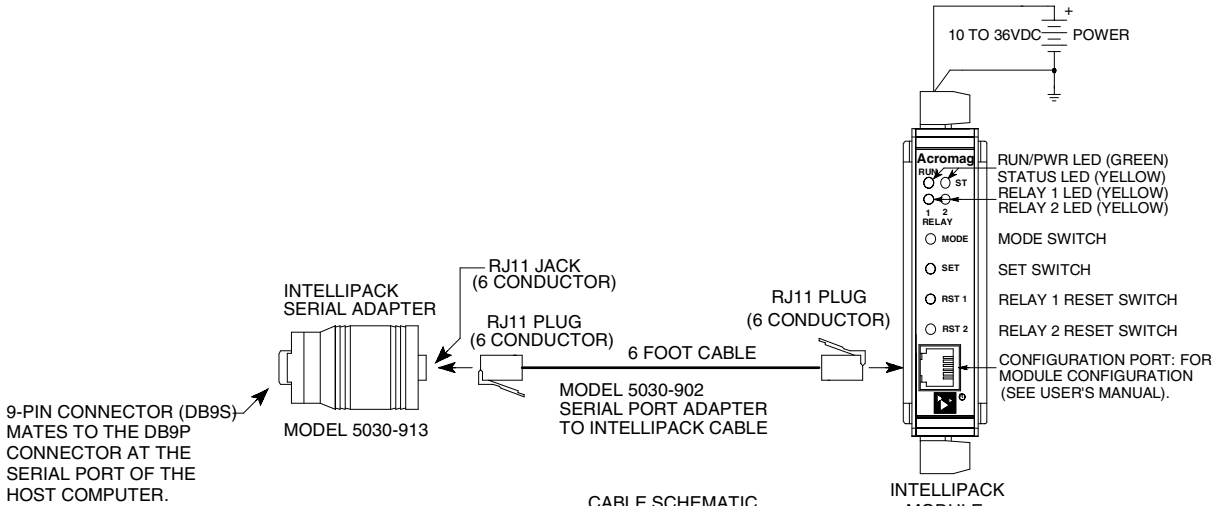 +
10 TO 36VDC
POWER
Acromag
RUN
ST
1 2
RELAY
MODE
SET
RST 1
RST 2
RUN/PWR LED (GREEN)
STATUS LED (YELLOW)
RELAY 1 LED (YELLOW)
RELAY 2 LED (YELLOW)
MODE SWITCH
SET SWITCH
RELAY 1 RESET SWITCH
RELAY 2 RESET SWITCH
CONFIGURATION PORT: FOR
MODULE CONFIGURATION
(SEE USER'S MANUAL).
RJ11 JACK
(6 CONDUCTOR)
INTELLIPACK
SERIAL ADAPTER
RJ11 PLUG
(6 CONDUCTOR)
RJ11 PLUG
(6 CONDUCTOR)
6 FOOT CABLE
MODEL 5030-902
SERIAL PORT ADAPTER
TO INTELLIPACK CABLE
MODEL 5030-913
9-PIN CONNECTOR (DB9S)
MATES TO THE DB9P
CONNECTOR AT THE
SERIAL PORT OF THE
HOST COMPUTER.
CABLE SCHEMATIC
INTELLIPACK
MODULE